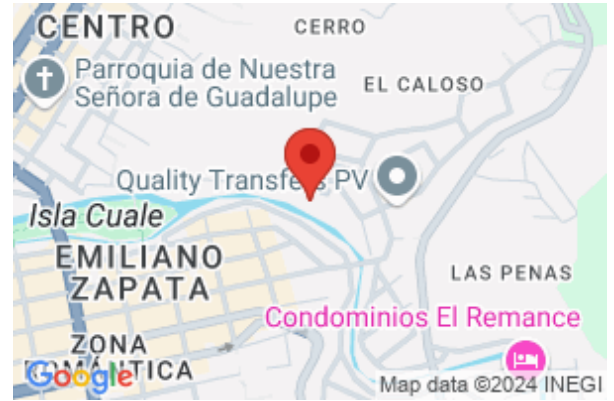 CENTRO
CERRO
Parroquia de Nuestra
Señora de Guadalupe
EL CALOSO
Quality Transfers PV
Isla Cuale
EMILIANO
ZAPATA
LAS PENAS
Condominios El Remance
ZONA
ROMÁNTICA
Google
Map data ©2024 INEGI